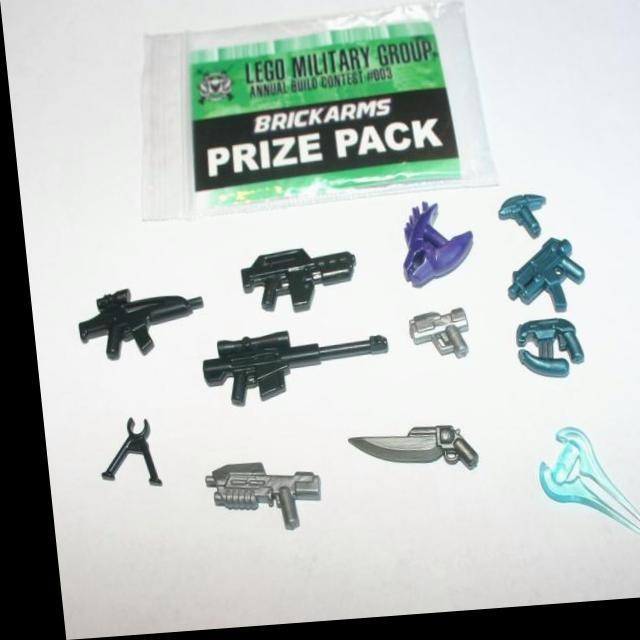 LEGO MILITARY GROUP
ANNUAL BUILD CONTEST #003
BRICKARMS
PRIZE PACK